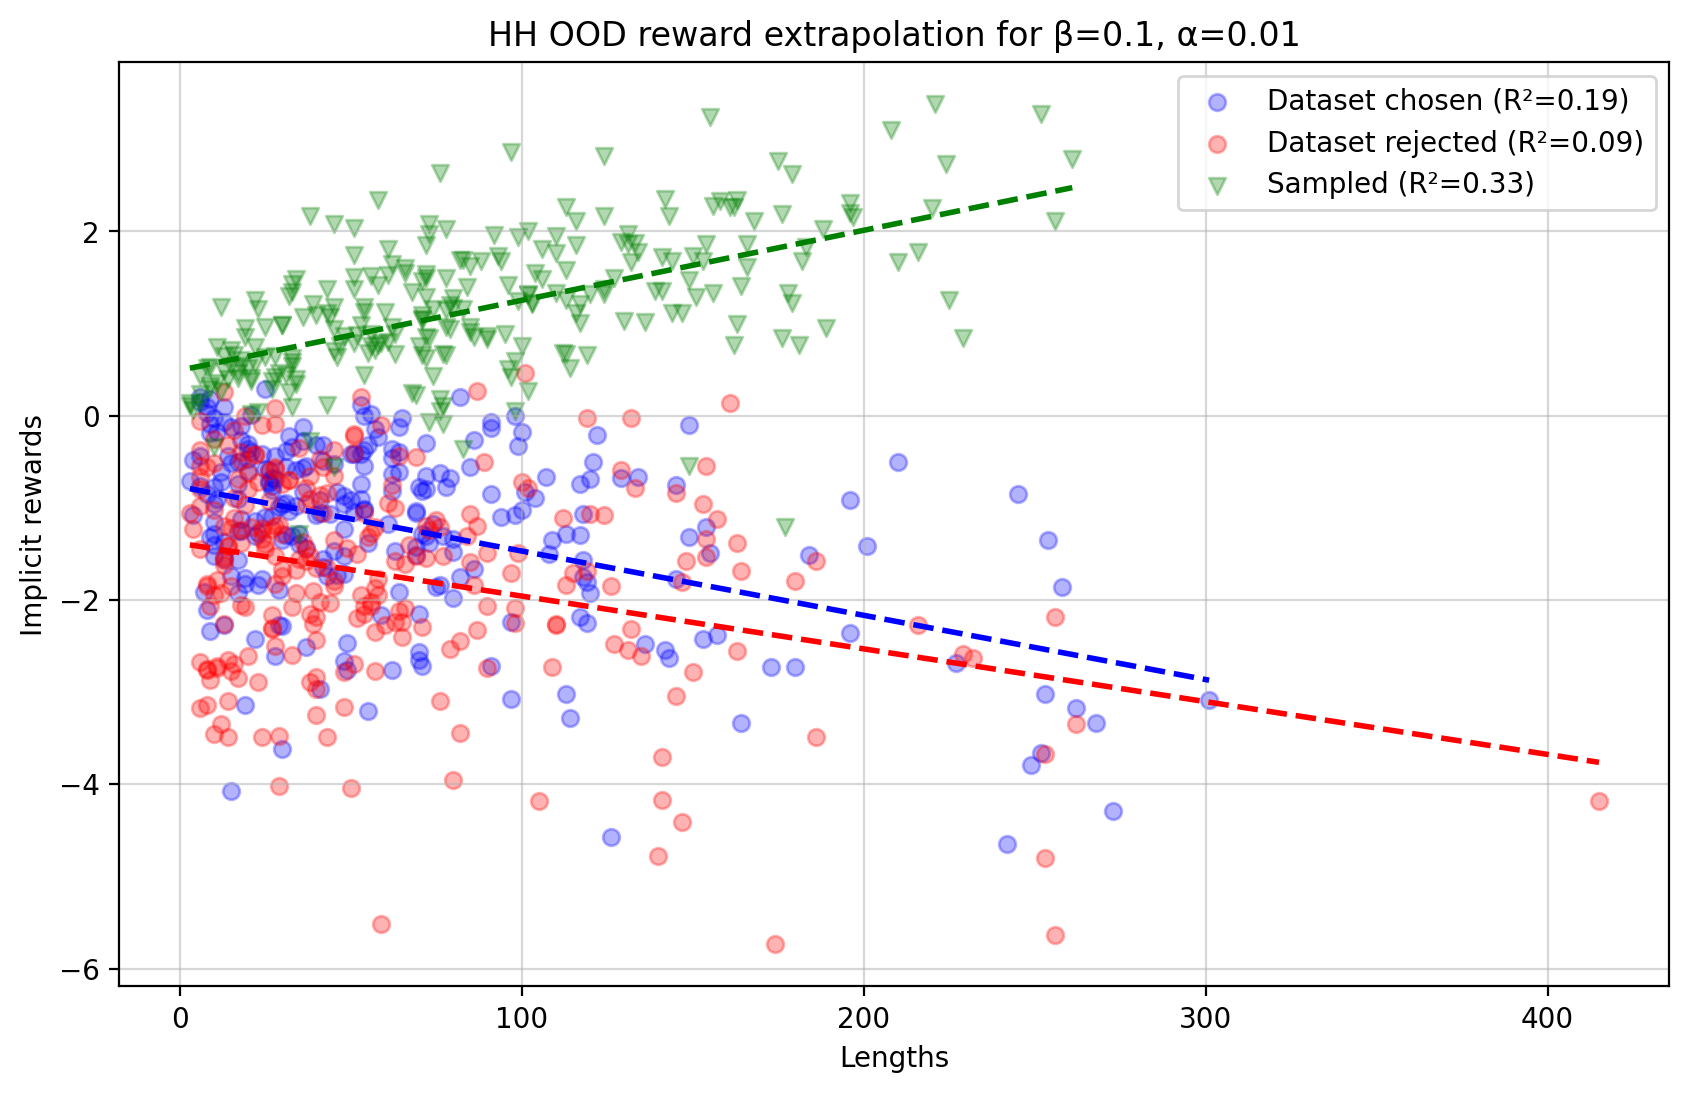 HH OOD reward extrapolation for β=0.1, α=0.01
Dataset chosen (R²=0.19)
Dataset rejected (R²=0.09)
Sampled (R²=0.33)
Implicit rewards
2
0
−2
−4
−6
0
100
200
300
400
Lengths